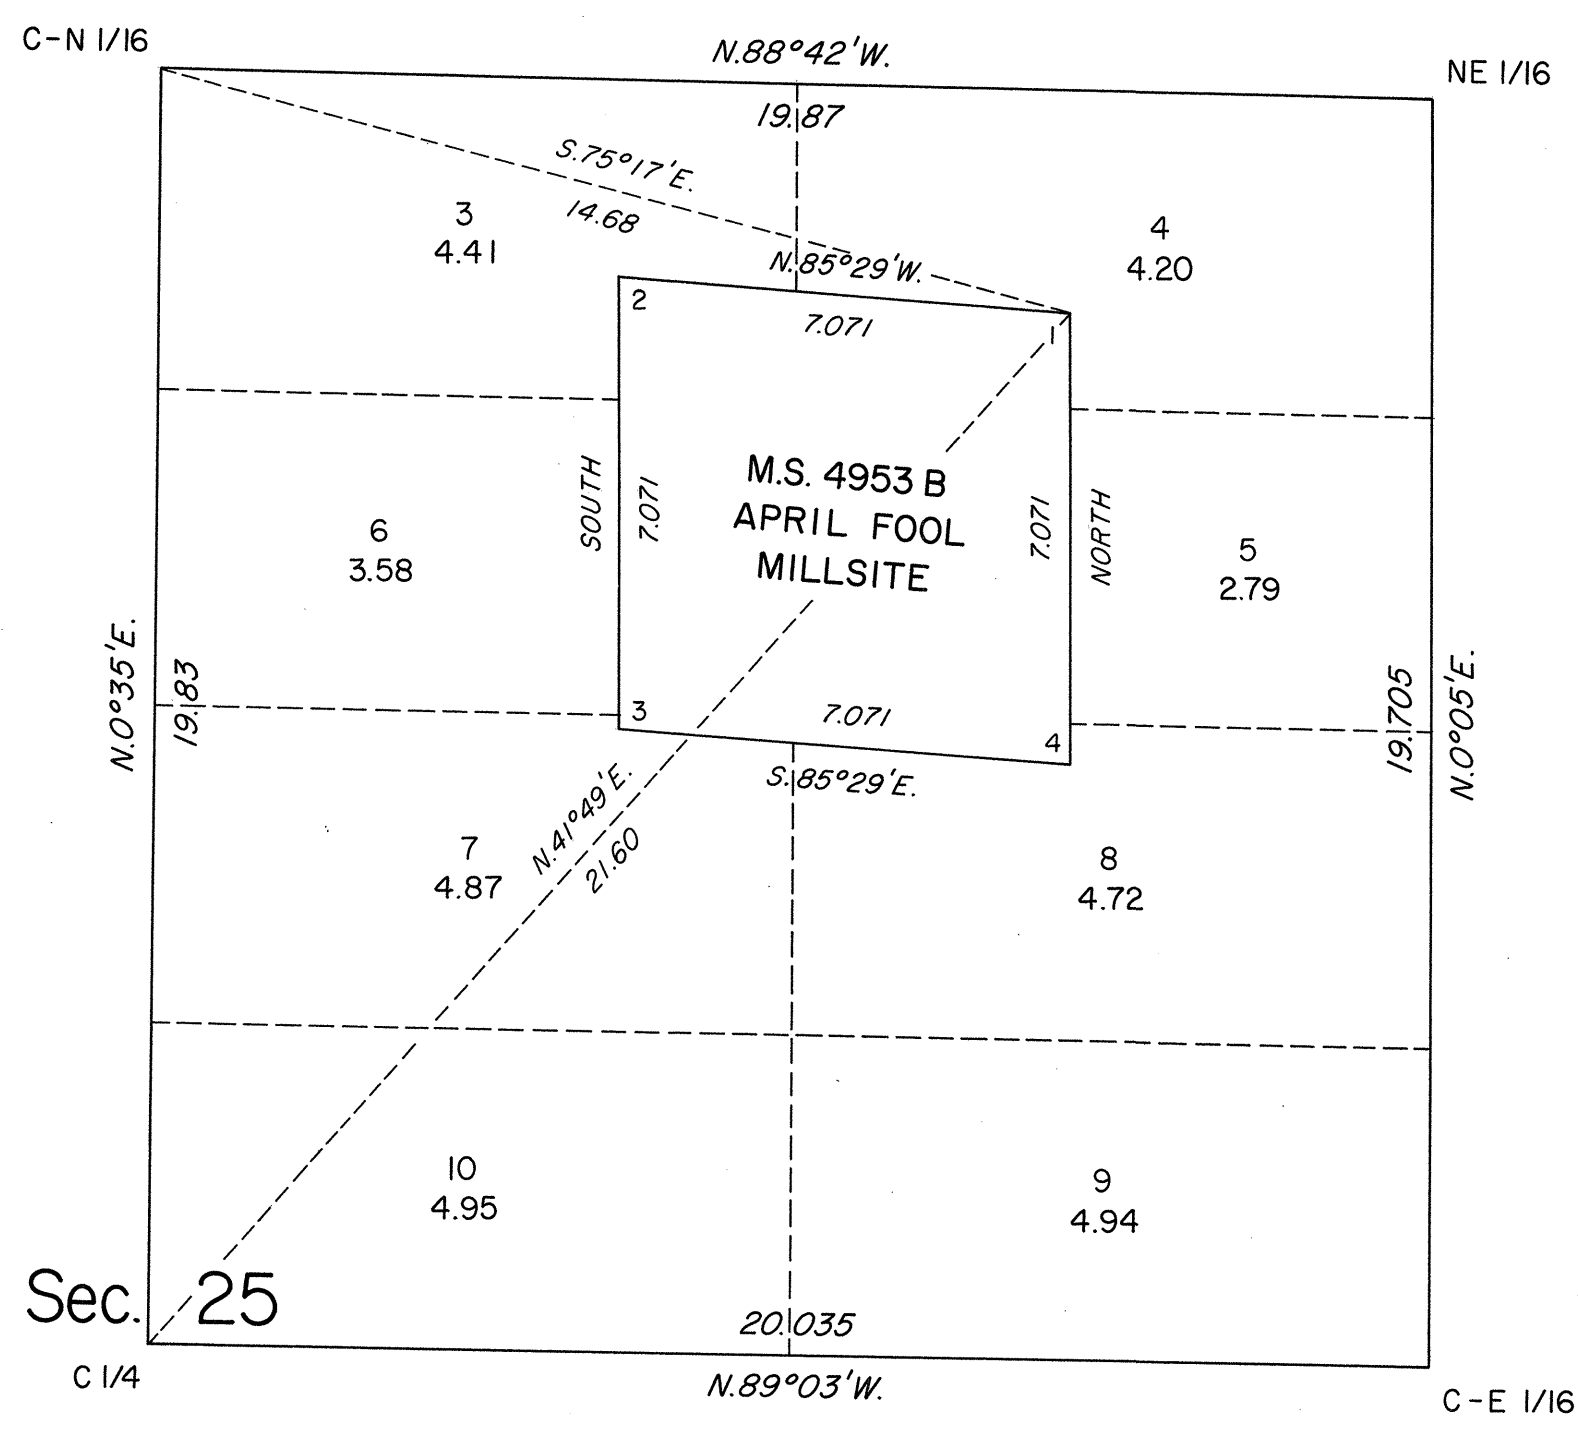 C-N 1/16
N.88°42'W.
NE 1/16
19.87
S.75°17'E.
14.68
3
4.41
4
4.20
N.85°29'W.
2
7.071
1
M.S. 4953 B
APRIL FOOL
MILLSITE
SOUTH
7.071
7.071
NORTH
6
3.58
5
2.79
N.0°35'E.
19.83
19.705
N.0°05'E.
3
7.071
4
S.85°29'E.
N.41°49'E.
21.60
7
4.87
8
4.72
10
4.95
9
4.94
Sec. 25
20.035
C 1/4
N.89°03'W.
C-E 1/16